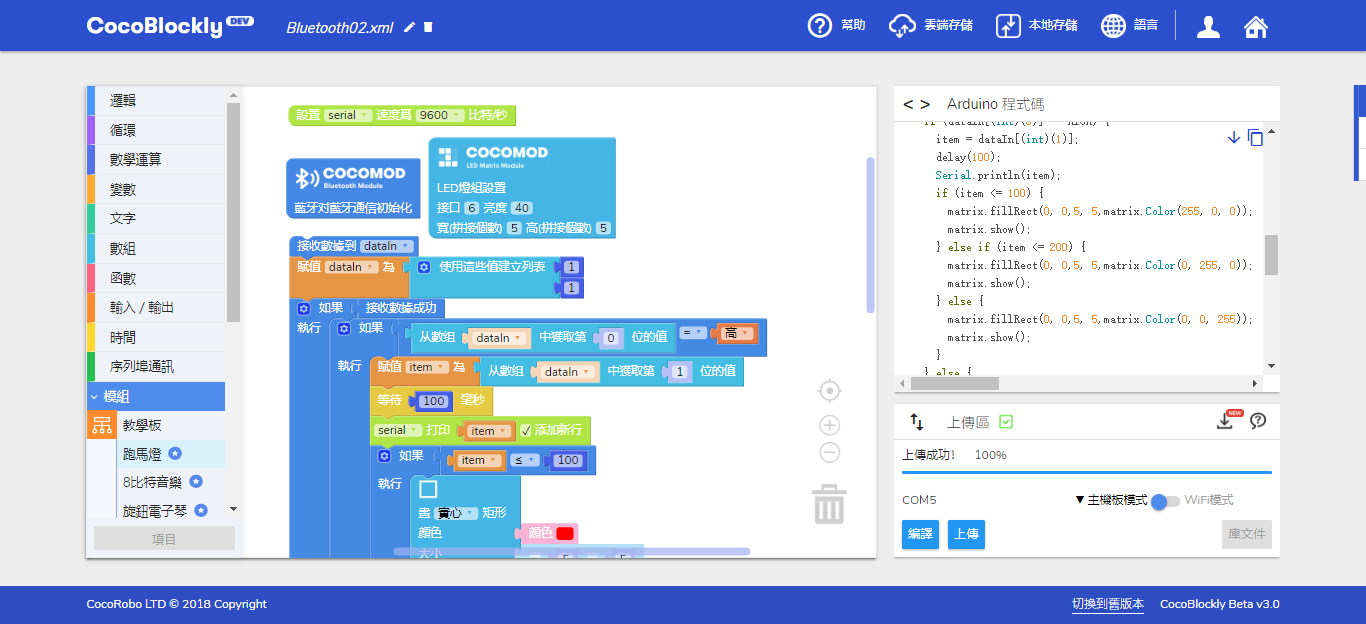 CocoBlockly DEV
Bluetooth02.xml
幫助
雲端存儲
本地存儲
語言
邏輯
循環
數學運算
變數
文字
數組
函數
輸入 / 輸出
時間
序列埠通訊
模組
教學板
跑馬燈
8比特音樂
旋鈕電子琴
項目
設置 serial 速度爲 9600 比特/秒
COCOMOD
Bluetooth Module
藍牙对藍牙通信初始化
COCOMOD
LED Matrix Module
LED燈組設置
接口 6 亮度 40
寬(拼接個數) 5 高(拼接個數) 5
接收數據到 dataIn
賦值 dataIn 為 使用這些值建立列表 1
1
如果 接收數據成功
執行 如果 从數組 dataIn 中獲取第 0 位的值 = 高
執行 賦值 item 為 从數組 dataIn 中獲取第 1 位的值
等待 100 毫秒
serial 打印 item 添加新行
如果 item ≤ 100
執行
畫 實心 矩形
顏色 顏色
大小 5 5
< > Arduino 程式碼
item = dataIn[(int)(1)];
delay(100);
Serial.println(item);
if (item <= 100) {
matrix.fillRect(0, 0,5, 5,matrix.Color(255, 0, 0));
matrix.show();
} else if (item <= 200) {
matrix.fillRect(0, 0,5, 5,matrix.Color(0, 255, 0));
matrix.show();
} else {
matrix.fillRect(0, 0,5, 5,matrix.Color(0, 0, 255));
matrix.show();
}
} else {
上傳區
NEW
上傳成功! 100%
COM5
▼主機板模式 WiFi模式
編譯 上傳 庫文件
CocoRobo LTD © 2018 Copyright
切換到舊版本 CocoBlockly Beta v3.0